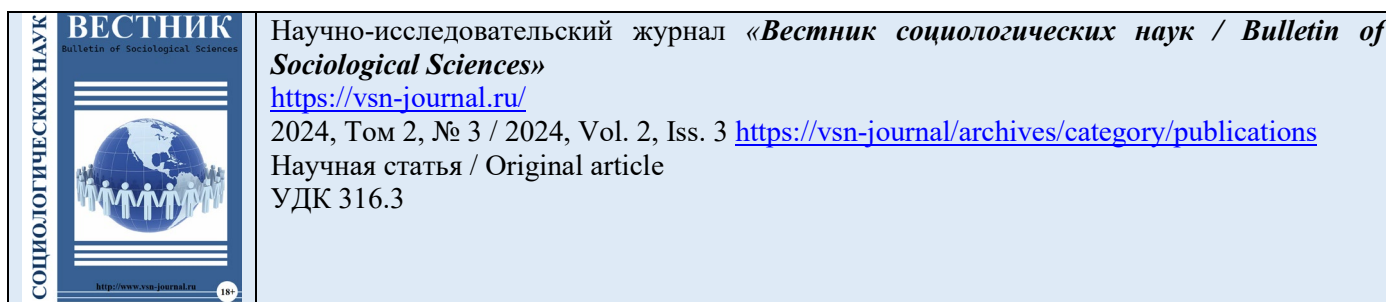 СОЦИОЛОГИЧЕСКИХ НАУК
ВЕСТНИК
Bulletin of Sociological Sciences
http://www.vsn-journal.ru
18+
Научно-исследовательский журнал «Вестник социологических наук / Bulletin of
Sociological Sciences»
https://vsn-journal.ru/
2024, Том 2, № 3 / 2024, Vol. 2, Iss. 3 https://vsn-journal/archives/category/publications
Научная статья / Original article
УДК 316.3